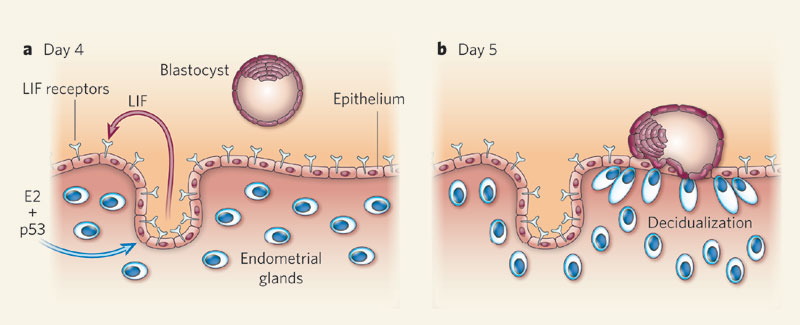 a Day 4
LIF receptors
LIF
Blastocyst
Epithelium
E2
+
p53
Endometrial
glands
b Day 5
Decidualization